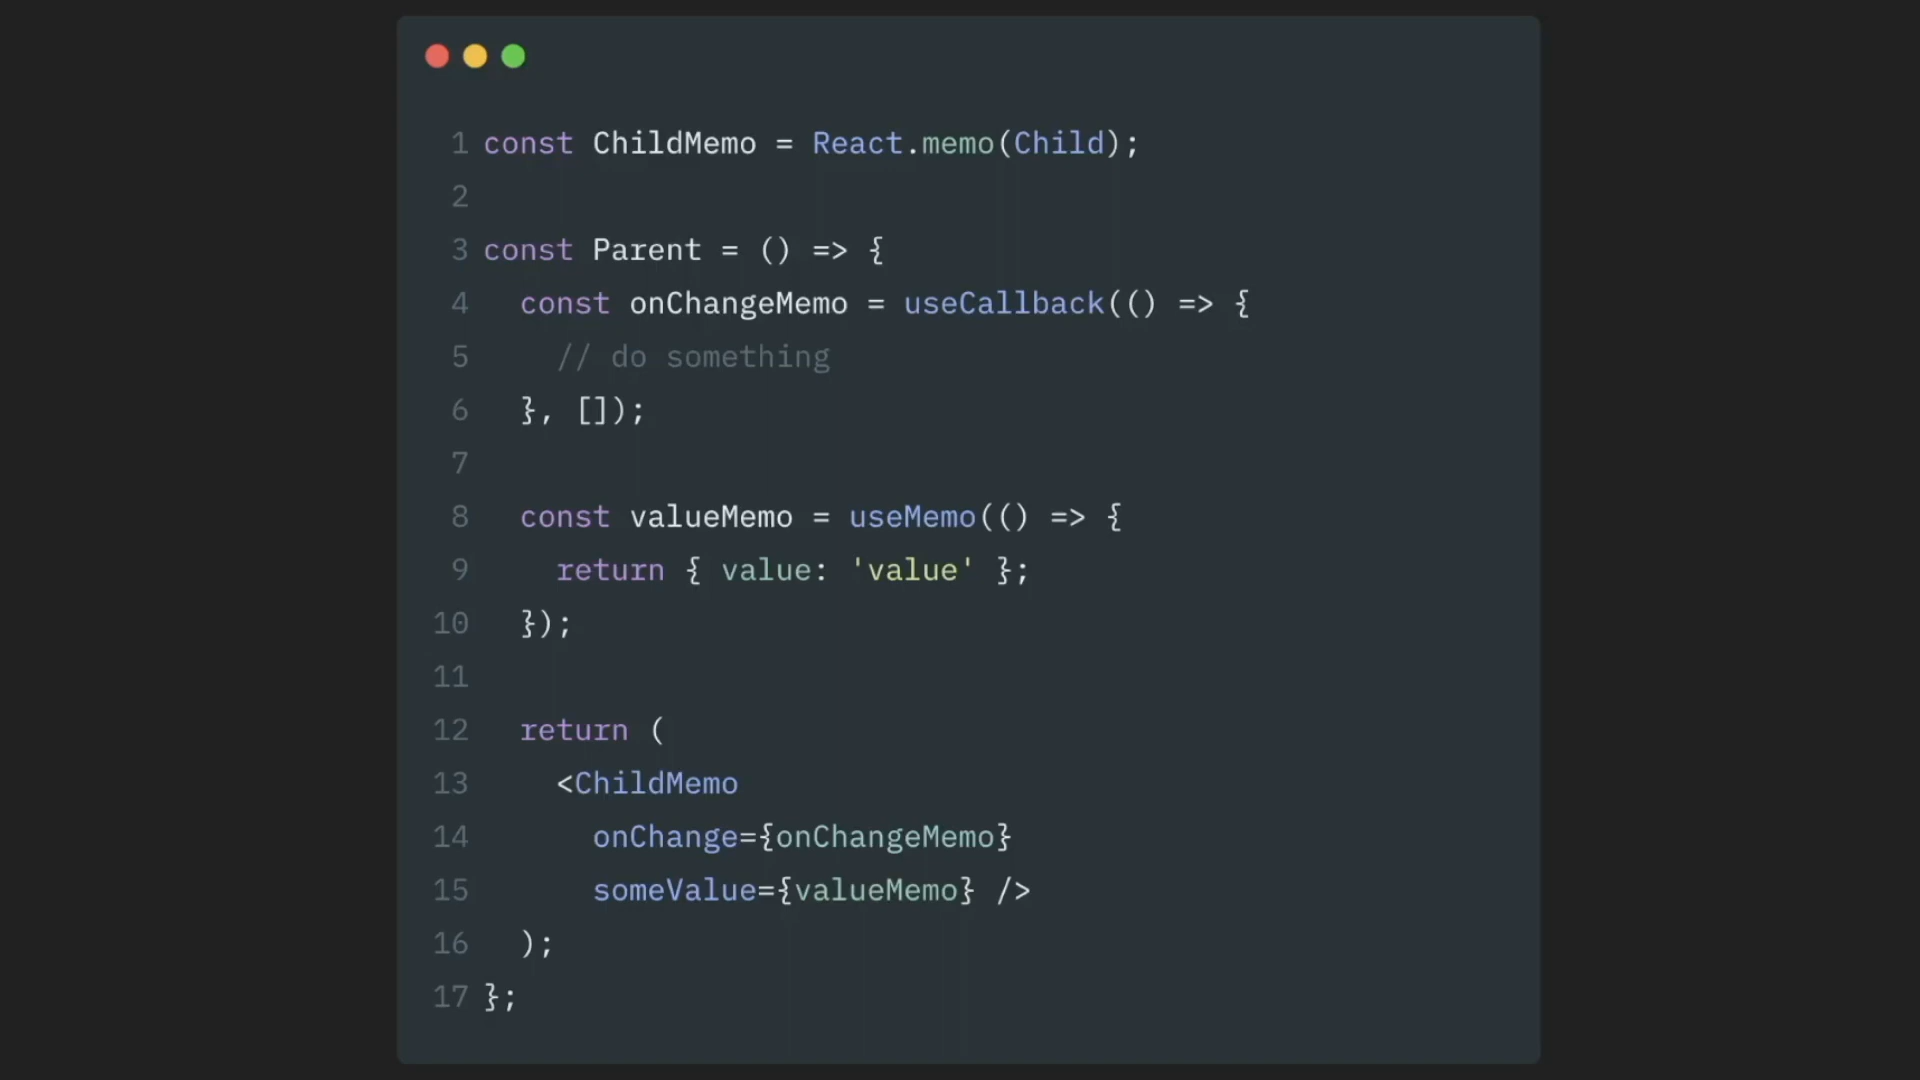 1 const ChildMemo = React.memo(Child);
2
3 const Parent = () => {
4   const onChangeMemo = useCallback(() => {
5     // do something
6   }, []);
7
8   const valueMemo = useMemo(() => {
9     return { value: 'value' };
10   });
11
12   return (
13     <ChildMemo
14       onChange={onChangeMemo}
15       someValue={valueMemo} />
16   );
17 };